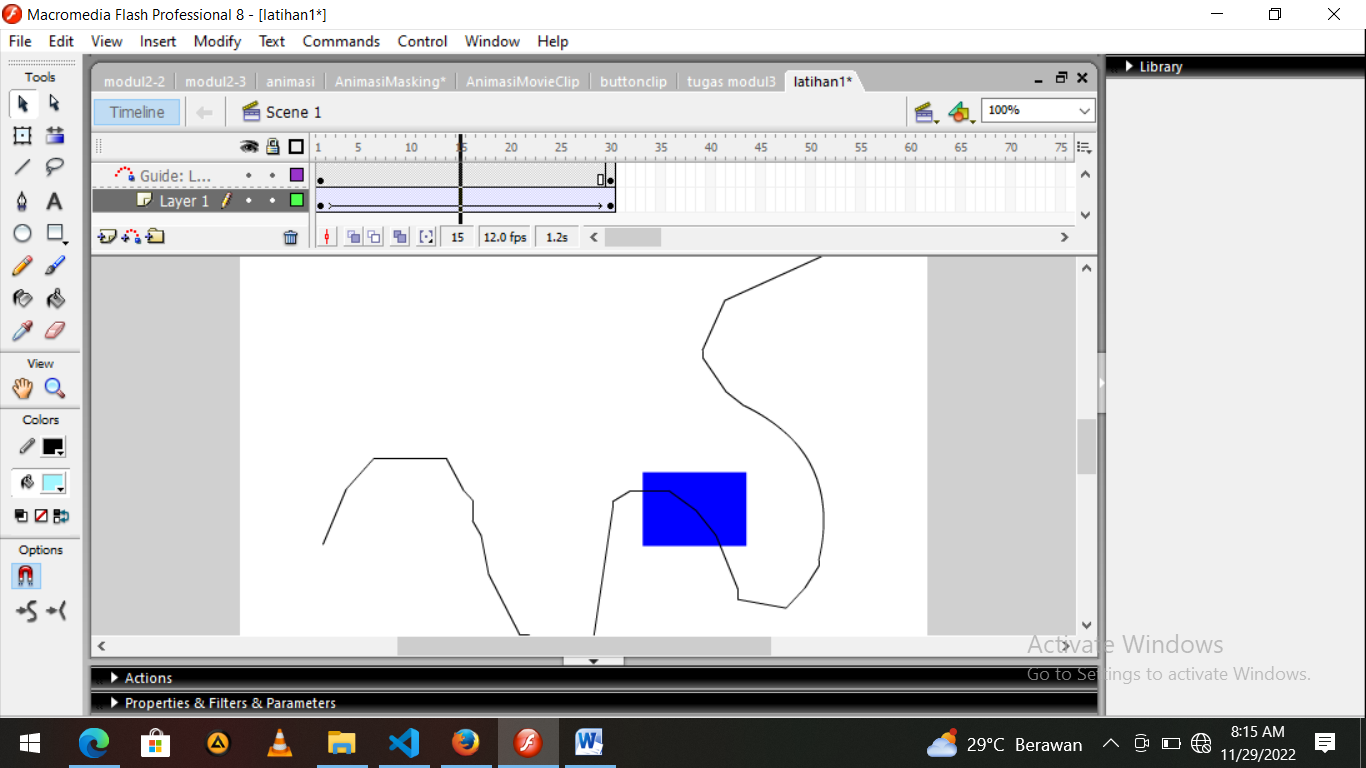 Macromedia Flash Professional 8 - [latihan1*]
File Edit View Insert Modify Text Commands Control Window Help
Tools
modul2-2 modul2-3 animasi AnimasiMasking* AnimasiMovieClip buttonclip tugas modul3 latihan1*
Library
Timeline
Scene 1
100%
1 5 10 15 20 25 30 35 40 45 50 55 60 65 70 75
Guide: L...
Layer 1
15 12.0 fps 1.2s
View
Colors
Options
Actions
Properties & Filters & Parameters
Activate Windows
Go to Settings to activate Windows.
29°C Berawan
8:15 AM
11/29/2022